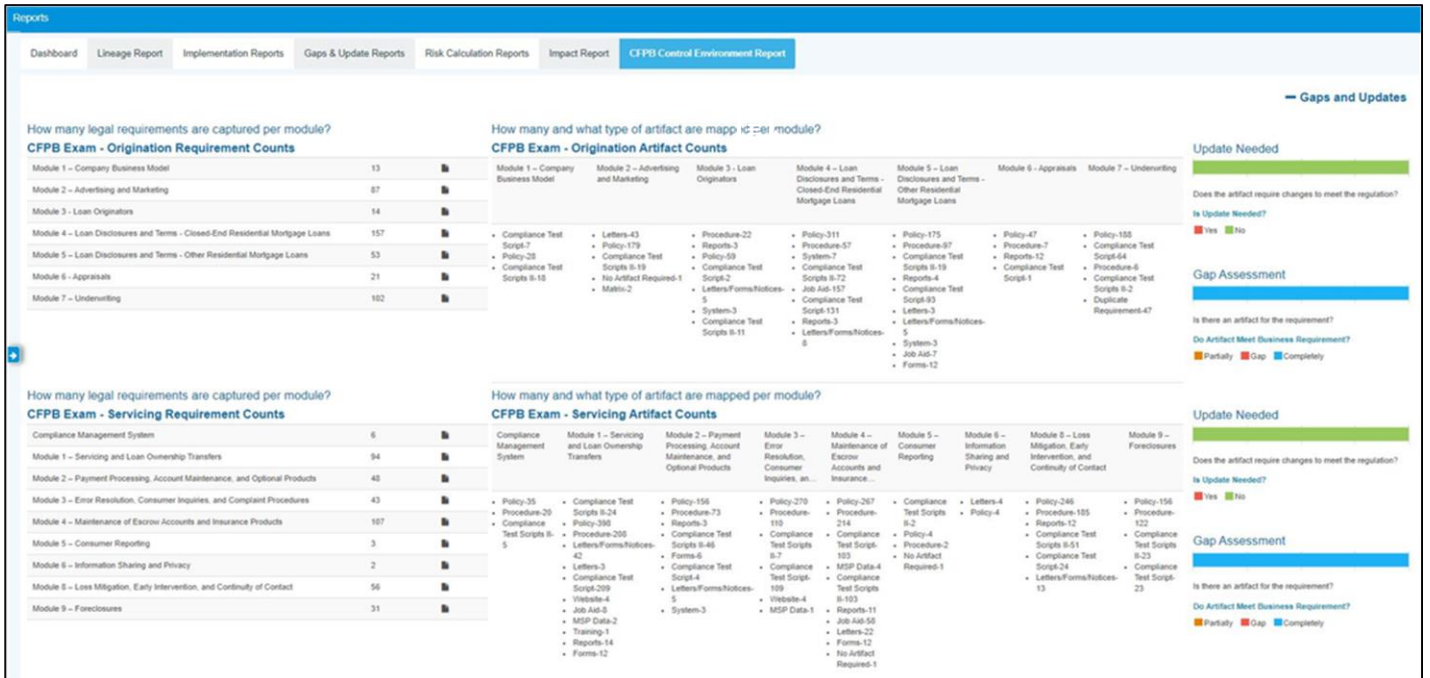 Reports
Dashboard Lineage Report Implementation Reports Gaps & Update Reports Risk Calculation Reports Impact Report CFPB Control Environment Report
Gaps and Updates
How many legal requirements are captured per module?
CFPB Exam - Origination Requirement Counts
Module 1 – Company Business Model 13
Module 2 – Advertising and Marketing 87
Module 3 - Loan Originators 14
Module 4 – Loan Disclosures and Terms - Closed-End Residential Mortgage Loans 157
Module 5 – Loan Disclosures and Terms - Other Residential Mortgage Loans 53
Module 6 - Appraisals 21
Module 7 – Underwriting 102
How many and what type of artifact are mapped per module?
CFPB Exam - Origination Artifact Counts
Module 1 – Company
Business Model
Compliance Test
Script-7
Policy-28
Compliance Test
Scripts II-18
Module 2 – Advertising
and Marketing
Letters-43
Policy-179
Compliance Test
Scripts II-19
No Artifact Required-1
Matrix-2
Module 3 - Loan
Originators
Procedure-22
Reports-3
Policy-59
Compliance Test
Script-2
Letters/Forms/Notices-
5
System-3
Compliance Test
Scripts II-11
Module 4 – Loan
Disclosures and Terms -
Closed-End Residential
Mortgage Loans
Policy-311
Procedure-57
System-7
Compliance Test
Scripts II-72
Job Aid-157
Compliance Test
Script-131
Reports-3
Letters/Forms/Notices-
8
Module 5 – Loan
Disclosures and Terms -
Other Residential
Mortgage Loans
Policy-175
Procedure-97
Compliance Test
Scripts II-19
Reports-4
Compliance Test
Script-93
Letters-3
Letters/Forms/Notices-
5
System-3
Job Aid-7
Forms-12
Module 6 - Appraisals
Policy-47
Procedure-7
Reports-12
Compliance Test
Script-1
Module 7 – Underwriting
Policy-188
Compliance Test
Script-64
Procedure-6
Compliance Test
Scripts II-2
Duplicate
Requirement-47
Update Needed
Does the artifact require changes to meet the regulation?
Is Update Needed?
Yes No
Gap Assessment
Is there an artifact for the requirement?
Do Artifact Meet Business Requirement?
Partially Gap Completely
How many legal requirements are captured per module?
CFPB Exam - Servicing Requirement Counts
Compliance Management System 6
Module 1 – Servicing and Loan Ownership Transfers 94
Module 2 – Payment Processing, Account Maintenance, and Optional Products 48
Module 3 – Error Resolution, Consumer Inquiries, and Complaint Procedures 43
Module 4 – Maintenance of Escrow Accounts and Insurance Products 107
Module 5 – Consumer Reporting 3
Module 6 – Information Sharing and Privacy 2
Module 8 – Loss Mitigation, Early Intervention, and Continuity of Contact 56
Module 9 – Foreclosures 31
How many and what type of artifact are mapped per module?
CFPB Exam - Servicing Artifact Counts
Compliance
Management
System
Policy-35
Procedure-20
Compliance
Test Scripts II-
5
Module 1 – Servicing
and Loan Ownership
Transfers
Compliance Test
Scripts II-24
Policy-398
Procedure-208
Letters/Forms/Notices-
42
Letters-3
Compliance Test
Script-209
Website-4
Job Aid-8
MSP Data-2
Training-1
Reports-14
Forms-12
Module 2 – Payment
Processing, Account
Maintenance, and
Optional Products
Policy-156
Procedure-73
Reports-3
Compliance Test
Scripts II-46
Forms-6
Compliance Test
Script-4
Letters/Forms/Notices-
5
System-3
Module 3 –
Error
Resolution,
Consumer
Inquiries, an...
Policy-270
Procedure-
110
Compliance
Test Scripts
II-7
Compliance
Test Script-
109
Website-4
MSP Data-1
Module 4 –
Maintenance of
Escrow
Accounts and
Insurance...
Policy-267
Procedure-
214
Compliance
Test Script-
103
MSP Data-4
Compliance
Test Scripts
II-103
Reports-11
Job Aid-58
Letters-22
Forms-12
No Artifact
Required-1
Module 5 –
Consumer
Reporting
Compliance
Test Scripts
II-2
Policy-4
Procedure-2
No Artifact
Required-1
Module 6 –
Information
Sharing and
Privacy
Letters-4
Policy-4
Module 8 – Loss
Mitigation, Early
Intervention, and
Continuity of Contact
Policy-246
Procedure-185
Reports-12
Compliance Test
Scripts II-51
Compliance Test
Script-24
Letters/Forms/Notices-
13
Module 9 –
Foreclosures
Policy-156
Procedure-
122
Compliance
Test Scripts
II-23
Compliance
Test Script-
23
Update Needed
Does the artifact require changes to meet the regulation?
Is Update Needed?
Yes No
Gap Assessment
Is there an artifact for the requirement?
Do Artifact Meet Business Requirement?
Partially Gap Completely